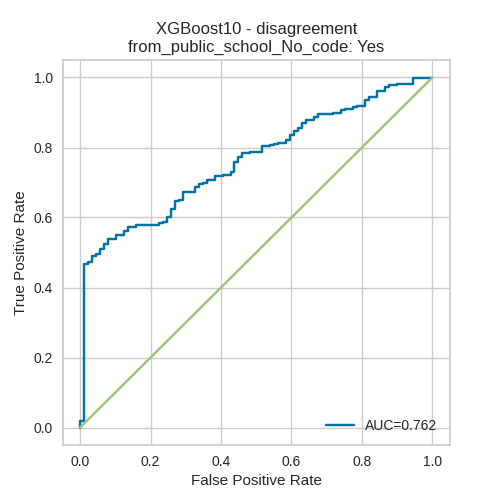 XGBoost10 - disagreement
from_public_school_No_code: Yes
True Positive Rate
1.0
0.8
0.6
0.4
0.2
0.0
AUC=0.762
0.0 0.2 0.4 0.6 0.8 1.0
False Positive Rate